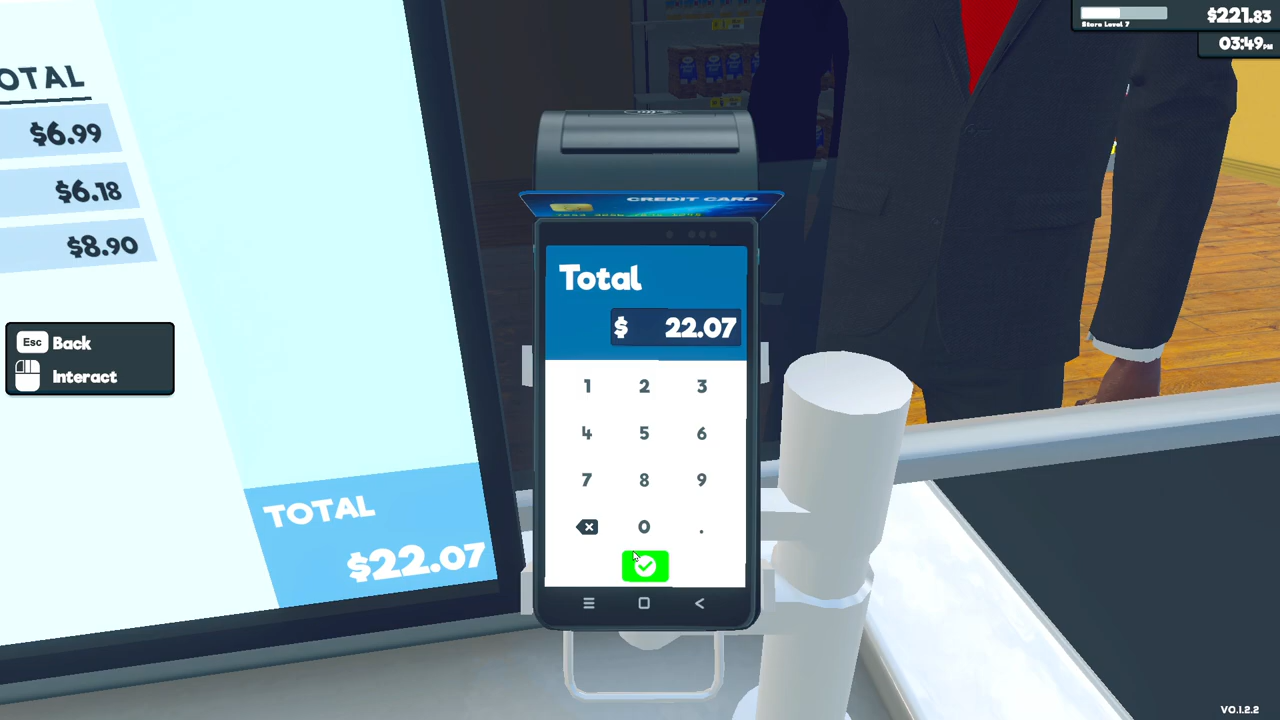 OTAL
$6.99
$6.18
$8.90
Esc Back
Interact
TOTAL
$22.07
CREDIT CARD
Total
$ 22.07
1 2 3
4 5 6
7 8 9
0 .
$221.83
Store Level 7
03:49PM
V0.1.2.2